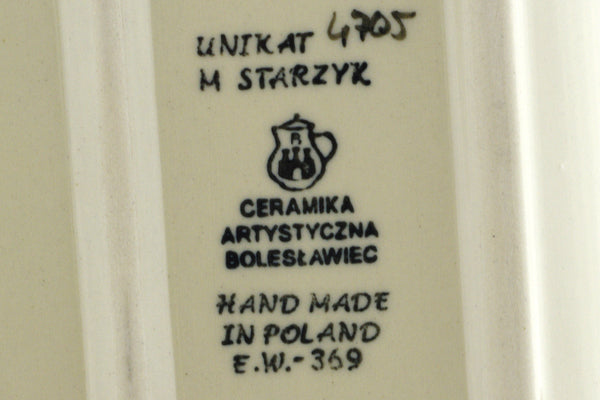 UNIKAT 4705
M STARZYK
B
CERAMIKA
ARTYSTYCZNA
BOLESŁAWIEC
HAND MADE
IN POLAND
E.W.-369